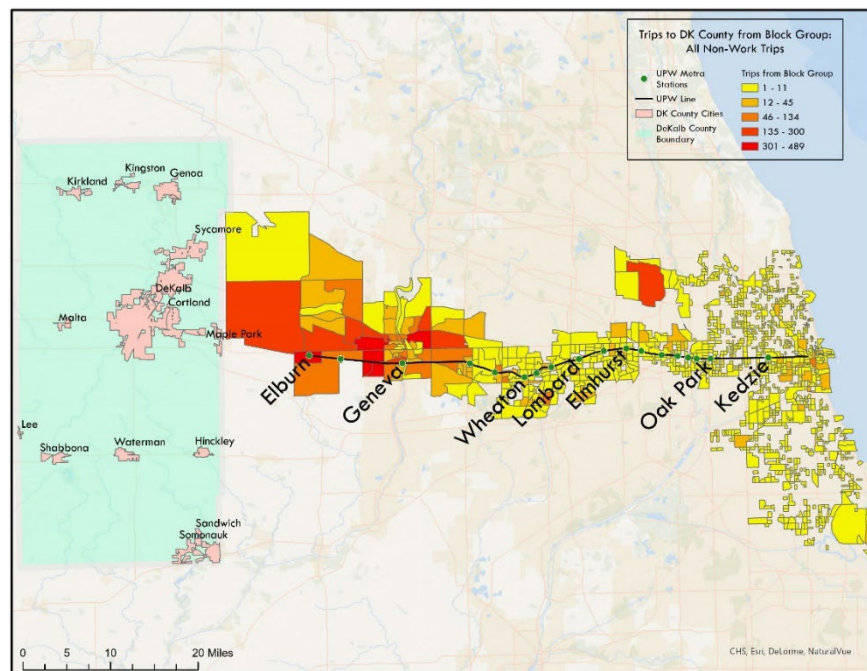 Trips to DK County from Block Group:
All Non-Work Trips
UPW Metra
Stations
UPW Line
DK County Cities
DeKalb County
Boundary
Trips from Block Group
1 - 11
12 - 45
46 - 134
135 - 300
301 - 489
Kirkland
Kingston
Genoa
Sycamore
DeKalb
Cortland
Malta
Maple Park
Elburn
Geneva
Wheaton
Lombard
Elmhurst
Oak Park
Kedzie
Lee
Shabbona
Waterman
Hinckley
Sandwich
Somonauk
0 5 10 20 Miles
CHS, Esri, DeLorme, NaturalVue